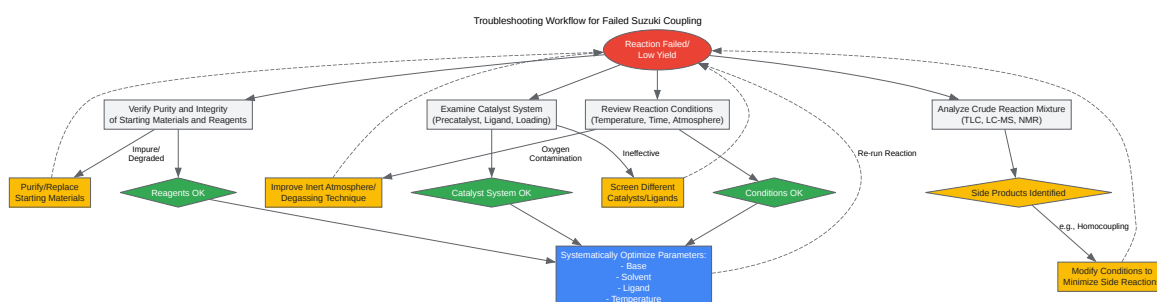 Troubleshooting Workflow for Failed Suzuki Coupling
Reaction Failed/
Low Yield
Verify Purity and Integrity
of Starting Materials and Reagents
Examine Catalyst System
(Precatalyst, Ligand, Loading)
Review Reaction Conditions
(Temperature, Time, Atmosphere)
Analyze Crude Reaction Mixture
(TLC, LC-MS, NMR)
Impure/
Degraded
Oxygen
Contamination
Ineffective
Re-run Reaction
Purify/Replace
Starting Materials
Reagents OK
Improve Inert Atmosphere/
Degassing Technique
Catalyst System OK
Screen Different
Catalysts/Ligands
Conditions OK
Side Products Identified
e.g., Homocoupling
Systematically Optimize Parameters:
- Base
- Solvent
- Ligand
- Temperature
Modify Conditions to
Minimize Side Reaction